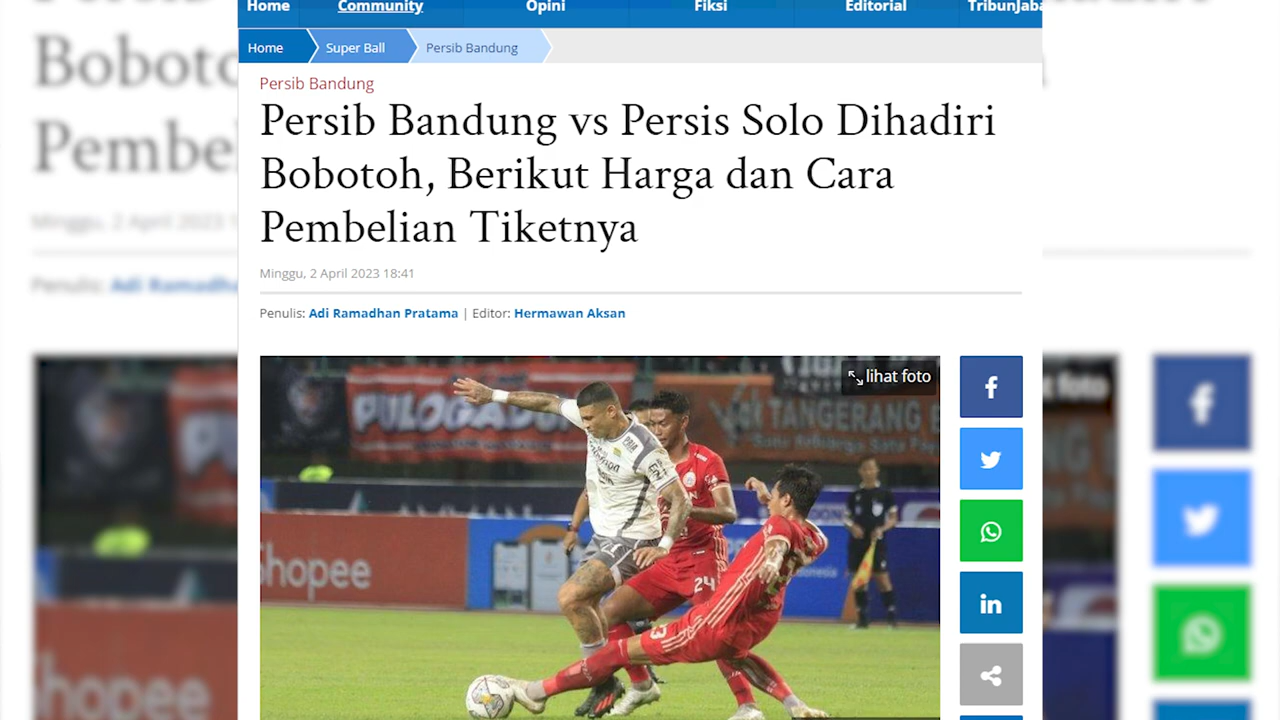 Home Community Opini Fiksi Editorial
Home Super Ball Persib Bandung
Persib Bandung
Persib Bandung vs Persis Solo Dihadiri
Bobotoh, Berikut Harga dan Cara
Pembelian Tiketnya
Minggu, 2 April 2023 18:41
Penulis: Adi Ramadhan Pratama | Editor: Hermawan Aksan
lihat foto
TANGERANG
Shopee
24